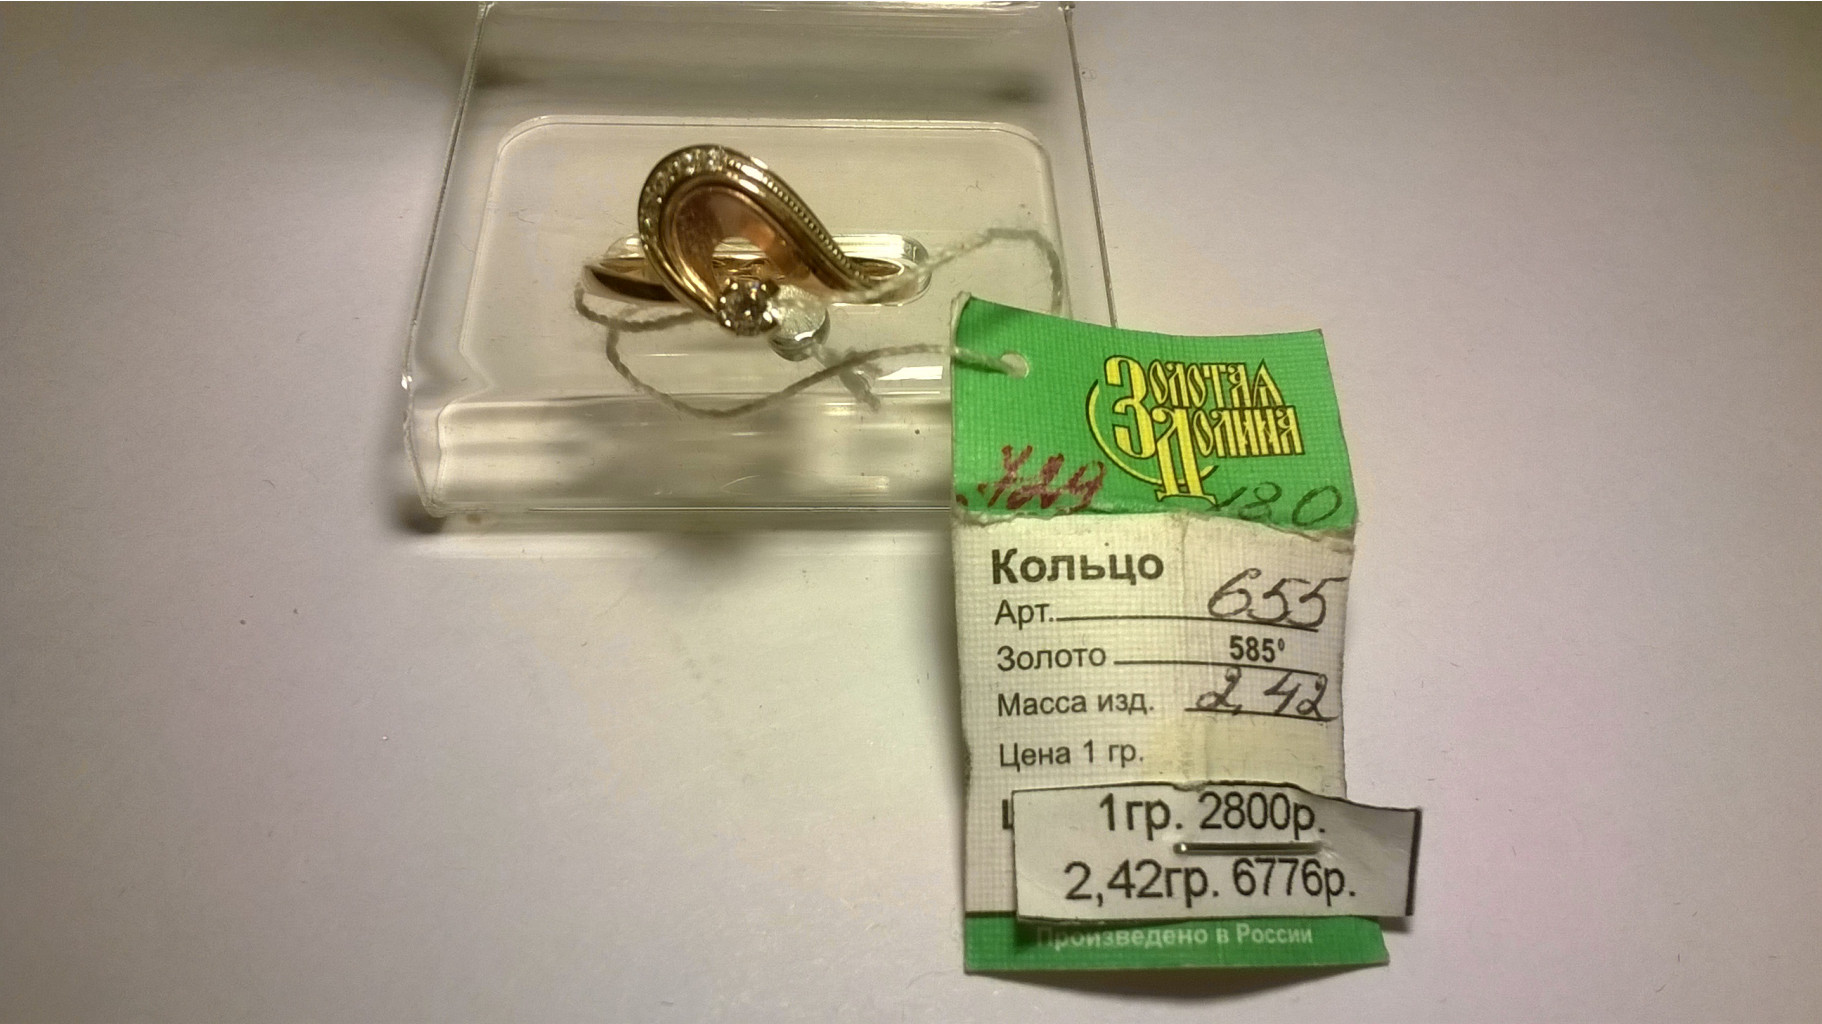 Золотая
Долина
180
Кольцо
Арт. 655
Золото 585°
Масса изд. 2,42
Цена 1 гр.
1гр. 2800р.
2,42гр. 6776р.
Произведено в России